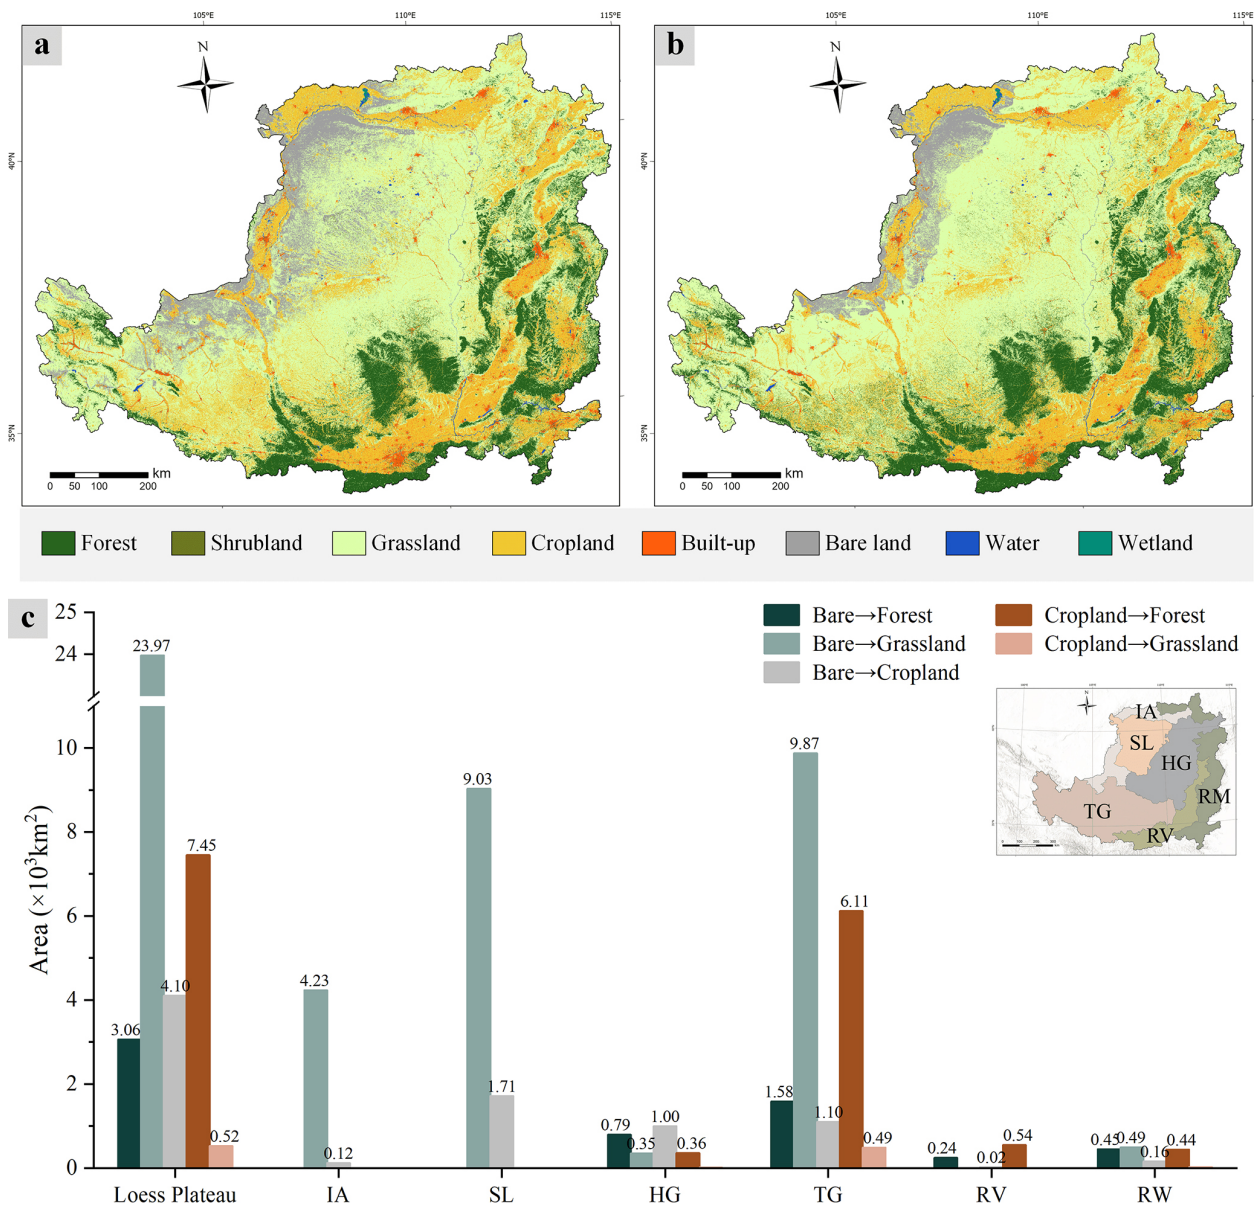 105°E 110°E 115°E 105°E 110°E 115°E
a b
N N
40°N 40°N
35°N 35°N
km km
0 50 100 200 0 50 100 200
Forest Shrubland Grassland Cropland Built-up Bare land Water Wetland
c
Bare→Forest Cropland→Forest
Bare→Grassland Cropland→Grassland
Bare→Cropland
25
24
10
8
6
4
2
0
Area (×10³km²)
3.06 23.97 4.10 7.45 0.52
4.23 0.12
9.03 1.71
0.79 0.35 1.00 0.36
1.58 9.87 1.10 6.11 0.49
0.24 0.02 0.54
0.45 0.49 0.16 0.44
N
IA
SL
HG
RM
TG
RV
Loess Plateau IA SL HG TG RV RW